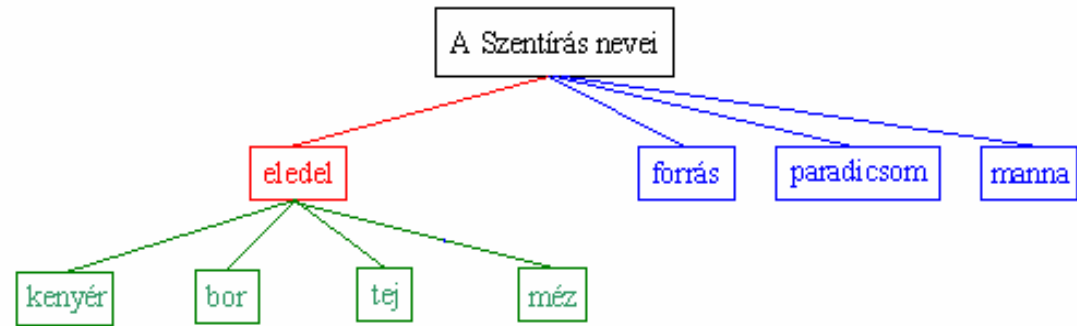 A Szentírás nevei
eledel
forrás
paradicsom
manna
kenyér
bor
tej
méz